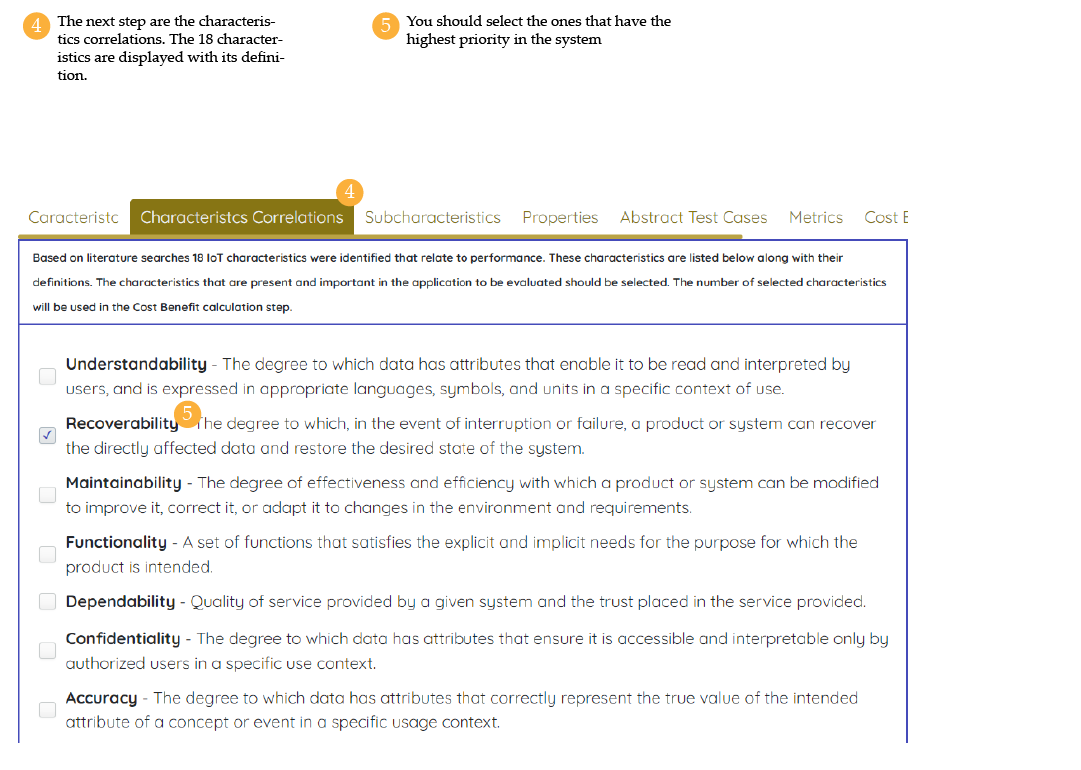 4 The next step are the characteris-
tics correlations. The 18 character-
istics are displayed with its defini-
tion.
5 You should select the ones that have the
highest priority in the system
4
Caracteristc Characteristcs Correlations Subcharacteristics Properties Abstract Test Cases Metrics Cost
Based on literature searches 18 IoT characteristics were identified that relate to performance. These characteristics are listed below along with their
definitions. The characteristics that are present and important in the application to be evaluated should be selected. The number of selected characteristics
will be used in the Cost Benefit calculation step.
Understandability - The degree to which data has attributes that enable it to be read and interpreted by
users, and is expressed in appropriate languages, symbols, and units in a specific context of use.
Recoverability 5 The degree to which, in the event of interruption or failure, a product or system can recover
the directly affected data and restore the desired state of the system.
Maintainability - The degree of effectiveness and efficiency with which a product or system can be modified
to improve it, correct it, or adapt it to changes in the environment and requirements.
Functionality - A set of functions that satisfies the explicit and implicit needs for the purpose for which the
product is intended.
Dependability - Quality of service provided by a given system and the trust placed in the service provided.
Confidentiality - The degree to which data has attributes that ensure it is accessible and interpretable only by
authorized users in a specific use context.
Accuracy - The degree to which data has attributes that correctly represent the true value of the intended
attribute of a concept or event in a specific usage context.